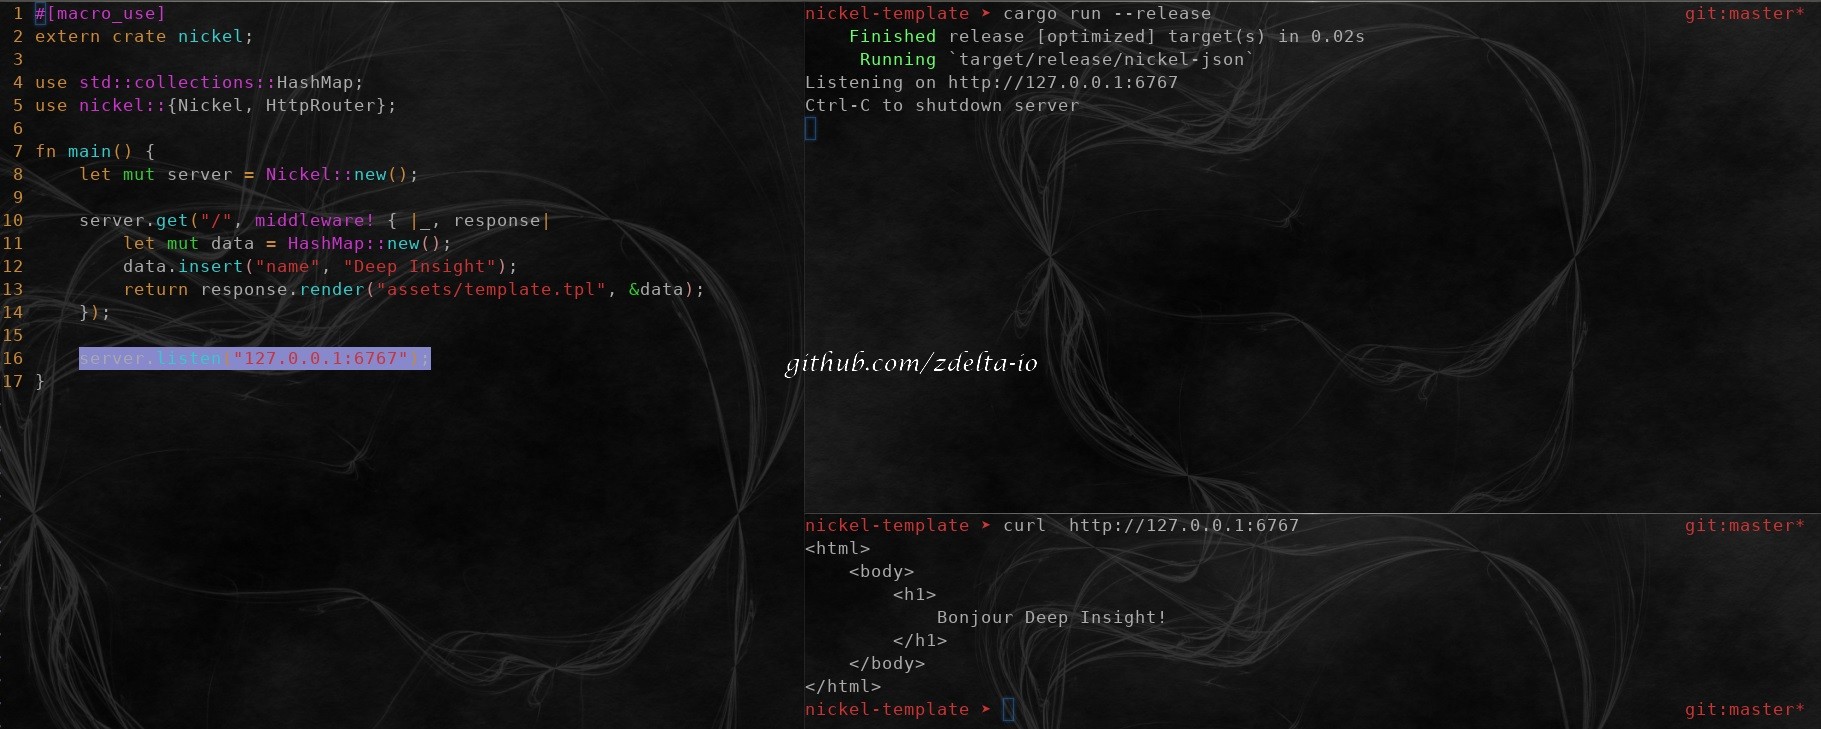 1 #[macro_use]
2 extern crate nickel;
3
4 use std::collections::HashMap;
5 use nickel::{Nickel, HttpRouter};
6
7 fn main() {
8     let mut server = Nickel::new();
9
10     server.get("/", middleware! { |_, response|
11         let mut data = HashMap::new();
12         data.insert("name", "Deep Insight");
13         return response.render("assets/template.tpl", &data);
14     });
15
16     server.listen("127.0.0.1:6767");
17 }
nickel-template ➤ cargo run --release git:master*
    Finished release [optimized] target(s) in 0.02s
     Running `target/release/nickel-json`
Listening on http://127.0.0.1:6767
Ctrl-C to shutdown server
github.com/zdelta-io
nickel-template ➤ curl  http://127.0.0.1:6767 git:master*
<html>
    <body>
        <h1>
            Bonjour Deep Insight!
        </h1>
    </body>
</html>
nickel-template ➤ git:master*